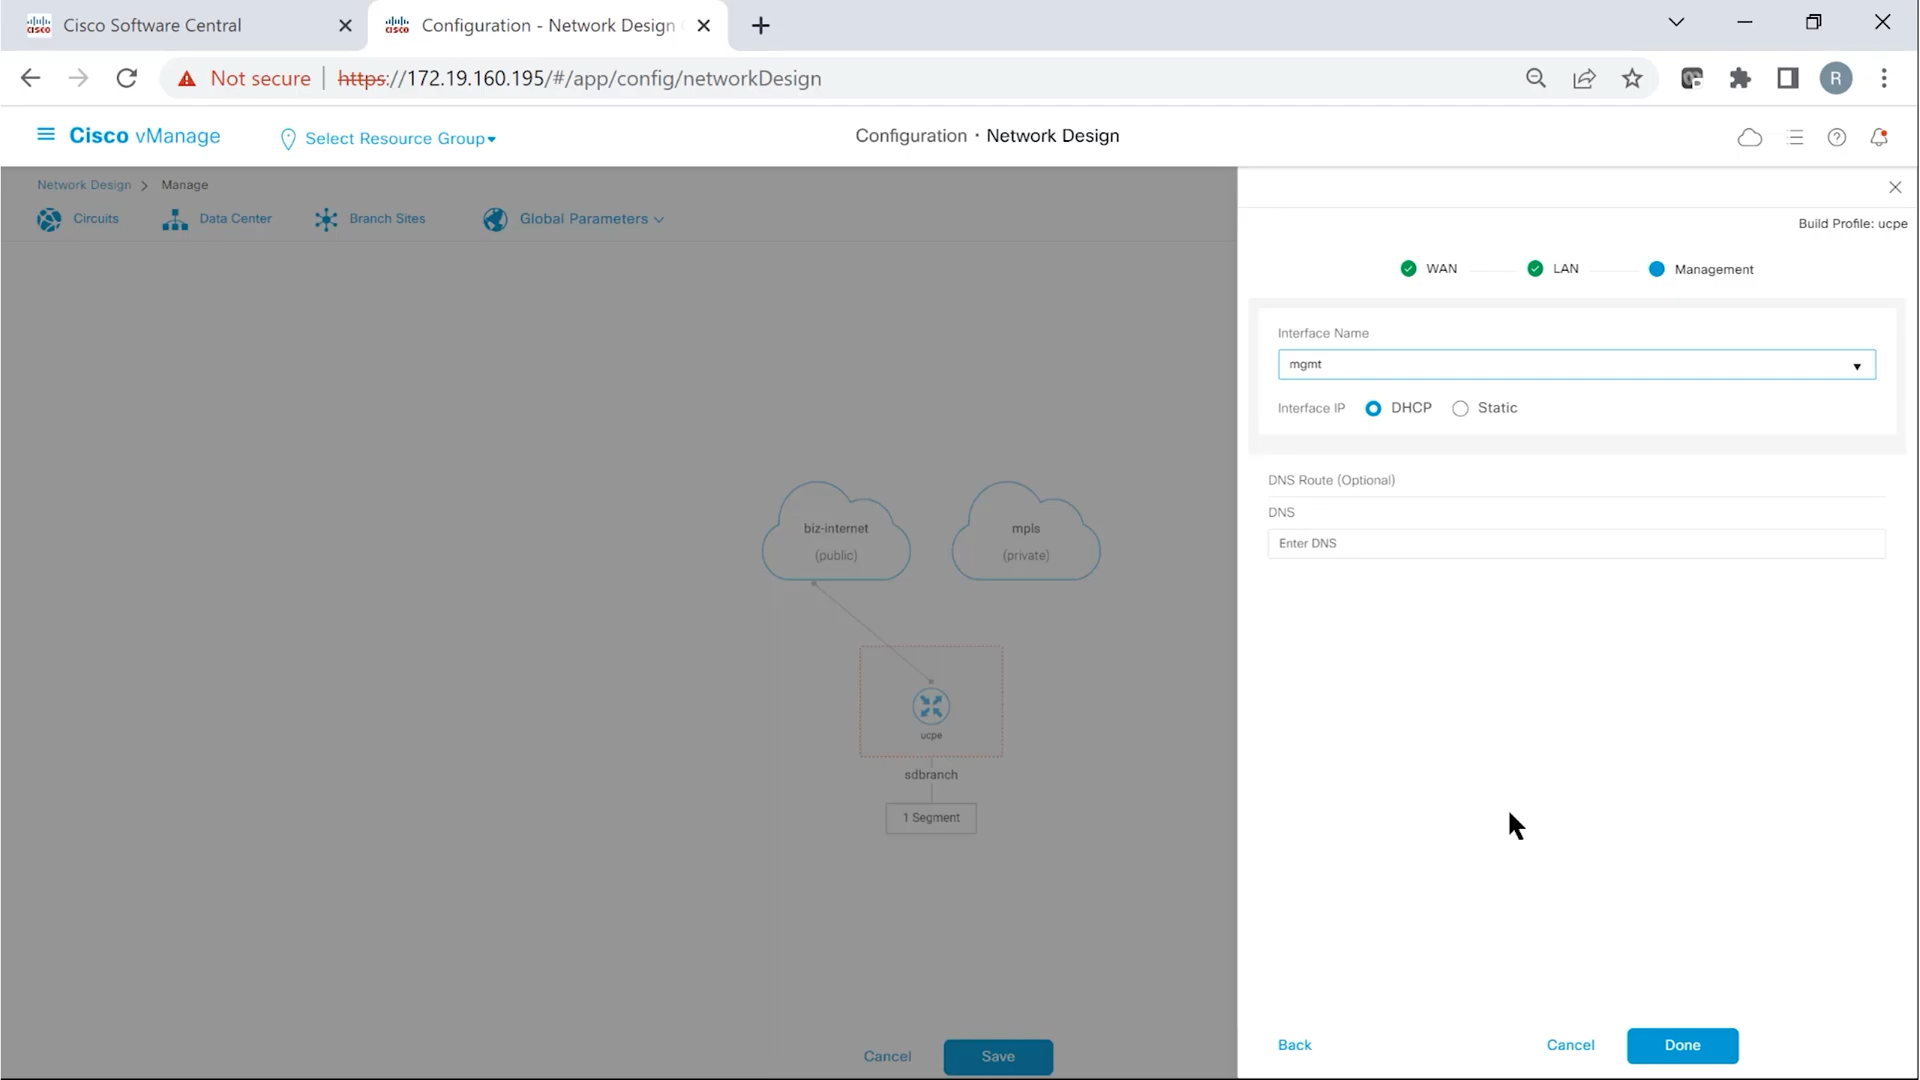 Cisco Software Central
Configuration - Network Design
Not secure | https://172.19.160.195/#/app/config/networkDesign
R
Cisco vManage
Select Resource Group
Configuration · Network Design
Network Design > Manage
Circuits
Data Center
Branch Sites
Global Parameters
Build Profile: ucpe
WAN
LAN
Management
Interface Name
mgmt
Interface IP
DHCP
Static
DNS Route (Optional)
DNS
Enter DNS
biz-internet
(public)
mpls
(private)
ucpe
sdbranch
1 Segment
Cancel
Save
Back
Cancel
Done